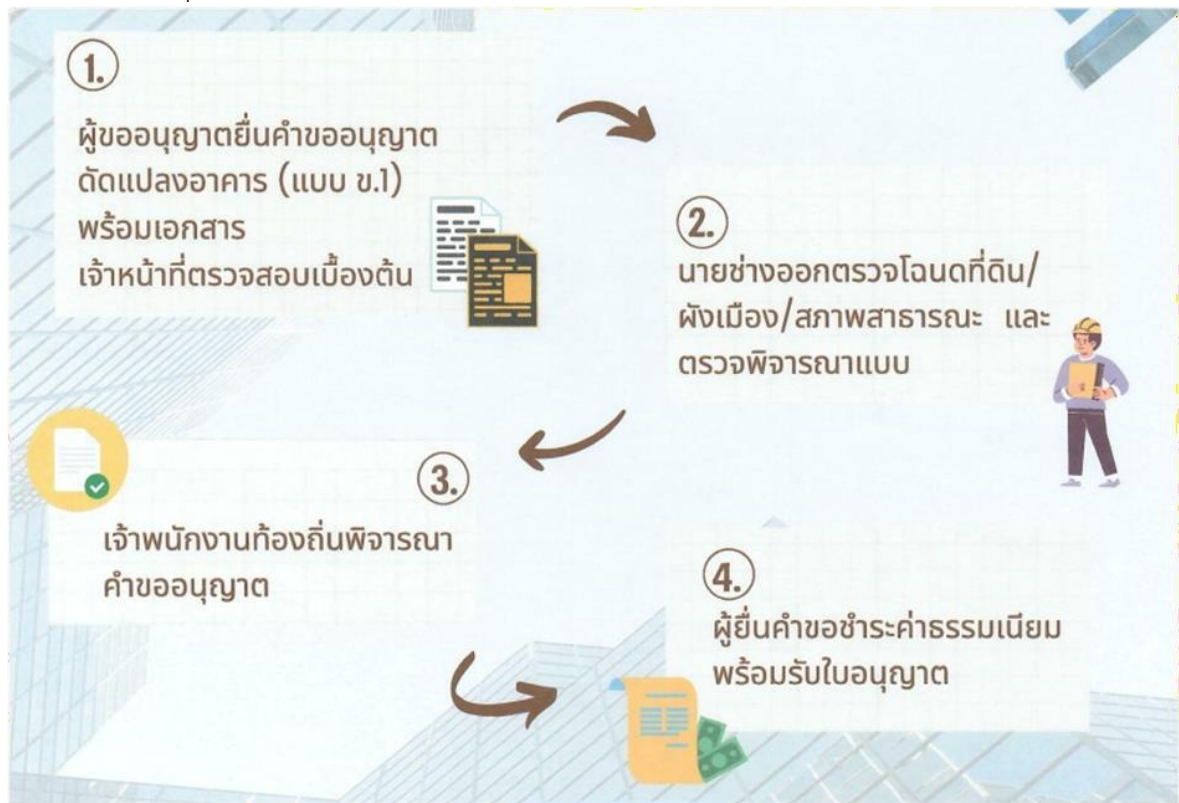 1.
ผู้ขออนุญาตยื่นคำขออนุญาต
ดัดแปลงอาคาร (แบบ ข.1)
พร้อมเอกสาร
เจ้าหน้าที่ตรวจสอบเบื้องต้น
2.
นายช่างออกตรวจโฉนดที่ดิน/
ผังเมือง/สภาพสาธารณะ และ
ตรวจพิจารณาแบบ
3.
เจ้าพนักงานท้องถิ่นพิจารณา
คำขออนุญาต
4.
ผู้ยื่นคำขอชำระค่าธรรมเนียม
พร้อมรับใบอนุญาต